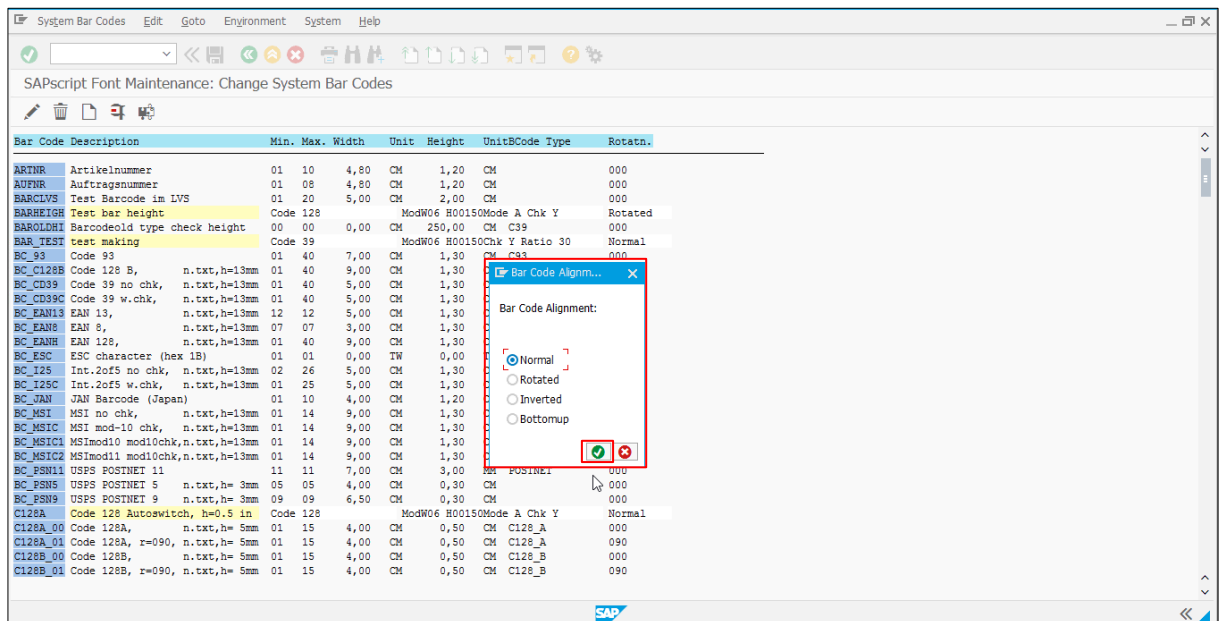 System Bar Codes Edit Goto Environment System Help
SAPscript Font Maintenance: Change System Bar Codes
Bar Code Description Min. Max. Width Unit Height UnitBCode Type Rotatn.
ARTNR Artikelnummer 01 10 4,80 CM 1,20 CM 000
AUFNR Auftragsnummer 01 08 4,80 CM 1,20 CM 000
BARCLVS Test Barcode im LVS 01 20 5,00 CM 2,00 CM 000
BARHEIGH Test bar height Code 128 ModW06 H00150Mode A Chk Y Rotated
BAROLDHI Barcodeold type check height 00 00 0,00 CM 250,00 CM C39 000
BAR_TEST test making Code 39 ModW06 H00150Chk Y Ratio 30 Normal
BC_93 Code 93 01 40 7,00 CM 1,30 CM C93 000
BC_C128B Code 128 B, n.txt,h=13mm 01 40 9,00 CM 1,30
BC_CD39 Code 39 no chk, n.txt,h=13mm 01 40 5,00 CM 1,30
BC_CD39C Code 39 w.chk, n.txt,h=13mm 01 40 5,00 CM 1,30
BC_EAN13 EAN 13, n.txt,h=13mm 12 12 5,00 CM 1,30
BC_EAN8 EAN 8, n.txt,h=13mm 07 07 3,00 CM 1,30
BC_EANH EAN 128, n.txt,h=13mm 01 40 9,00 CM 1,30
BC_ESC ESC character (hex 1B) 01 01 0,00 TW 0,00
BC_I25 Int.2of5 no chk, n.txt,h=13mm 02 26 5,00 CM 1,30
BC_I25C Int.2of5 w.chk, n.txt,h=13mm 01 25 5,00 CM 1,30
BC_JAN JAN Barcode (Japan) 01 10 4,00 CM 1,20
BC_MSI MSI no chk, n.txt,h=13mm 01 14 9,00 CM 1,30
BC_MSIC MSI mod-10 chk, n.txt,h=13mm 01 14 9,00 CM 1,30
BC_MSIC1 MSImod10 mod10chk,n.txt,h=13mm 01 14 9,00 CM 1,30
BC_MSIC2 MSImod11 mod10chk,n.txt,h=13mm 01 14 9,00 CM 1,30
BC_PSN11 USPS POSTNET 11 11 11 7,00 CM 3,00 MM POSTNET 000
BC_PSN5 USPS POSTNET 5 n.txt,h= 3mm 05 05 4,00 CM 0,30 CM 000
BC_PSN9 USPS POSTNET 9 n.txt,h= 3mm 09 09 6,50 CM 0,30 CM 000
C128A Code 128 Autoswitch, h=0.5 in Code 128 ModW06 H00150Mode A Chk Y Normal
C128A_00 Code 128A, n.txt,h= 5mm 01 15 4,00 CM 0,50 CM C128_A 000
C128A_01 Code 128A, r=090, n.txt,h= 5mm 01 15 4,00 CM 0,50 CM C128_A 090
C128B_00 Code 128B, n.txt,h= 5mm 01 15 4,00 CM 0,50 CM C128_B 000
C128B_01 Code 128B, r=090, n.txt,h= 5mm 01 15 4,00 CM 0,50 CM C128_B 090
Bar Code Alignm...
Bar Code Alignment:
Normal
Rotated
Inverted
Bottomup
SAP